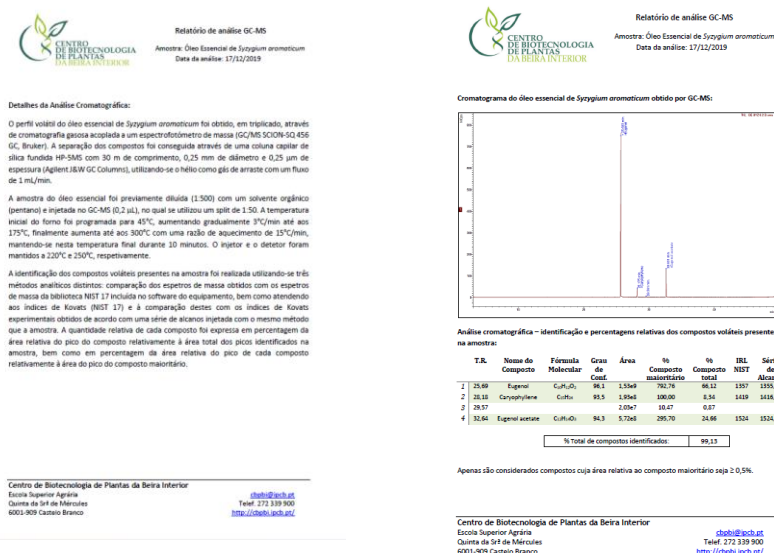 CENTRO
DE BIOTECNOLOGIA
DE PLANTAS
DA BEIRA INTERIOR
Relatório de análise GC-MS
Amostra: Óleo Essencial de Syzygium aromaticum
Data da análise: 17/12/2019
Detalhes da Análise Cromatográfica:
O perfil volátil do óleo essencial de Syzygium aromaticum foi obtido, em triplicado, através
de cromatografia gasosa acoplada a um espectrofotómetro de massa (GC/MS SCION-SQ 456
GC, Bruker). A separação dos compostos foi conseguida através de uma coluna capilar de
sílica fundida HP-5MS com 30 m de comprimento, 0,25 mm de diâmetro e 0,25 µm de
espessura (Agilent J&W GC Columns), utilizando-se o hélio como gás de arraste com um fluxo
de 1 mL/min.
A amostra do óleo essencial foi previamente diluída (1:500) com um solvente orgânico
(pentano) e injetada no GC-MS (0,2 µL), no qual se utilizou um split de 1:50. A temperatura
inicial do forno foi programada para 45°C, aumentando gradualmente 3°C/min até aos
175°C, finalmente aumenta até aos 300°C com uma razão de aquecimento de 15°C/min,
mantendo-se nesta temperatura final durante 10 minutos. O injetor e o detetor foram
mantidos a 220°C e 250°C, respetivamente.
A identificação dos compostos voláteis presentes na amostra foi realizada utilizando-se três
métodos analíticos distintos: comparação dos espetros de massa obtidos com os espetros
de massa da biblioteca NIST 17 incluída no software do equipamento, bem como atendendo
aos índices de Kovats (NIST 17) e à comparação destes com os índices de Kovats
experimentais obtidos de acordo com uma série de alcanos injetada com o mesmo método
que a amostra. A quantidade relativa de cada composto foi expressa em percentagem da
área relativa do pico do composto relativamente à área total dos picos identificados na
amostra, bem como em percentagem da área relativa do pico de cada composto
relativamente à área do pico do composto maioritário.
Centro de Biotecnologia de Plantas da Beira Interior
Escola Superior Agrária
cbpbi@ipcb.pt
Quinta da Srª de Mércules
Telef. 272 339 900
6001-909 Castelo Branco
http://cbpbi.ipcb.pt/
CENTRO
DE BIOTECNOLOGIA
DE PLANTAS
DA BEIRA INTERIOR
Relatório de análise GC-MS
Amostra: Óleo Essencial de Syzygium aromaticum
Data da análise: 17/12/2019
Cromatograma do óleo essencial de Syzygium aromaticum obtido por GC-MS:
Análise cromatográfica – identificação e percentagens relativas dos compostos voláteis presente
na amostra:
T.R. Nome do Fórmula Grau Área % % IRL Séri
Composto Molecular de Composto Composto NIST de
Conf. maioritário total Alcan
1 25,69 Eugenol C₁₀H₁₂O₂ 96,1 1,53e9 792,76 66,12 1357 1355,
2 28,18 Caryophyllene C₁₅H₂₄ 93,5 1,93e8 100,00 8,34 1419 1416,
3 29,57 2,03e7 10,47 0,87
4 32,64 Eugenol acetate C₁₂H₁₄O₃ 94,3 5,72e8 295,70 24,66 1524 1524,
% Total de compostos identificados: 99,13
Apenas são considerados compostos cuja área relativa ao composto maioritário seja ≥ 0,5%.
Centro de Biotecnologia de Plantas da Beira Interior
Escola Superior Agrária
cbpbi@ipcb.pt
Quinta da Srª de Mércules
Telef. 272 339 900
6001-909 Castelo Branco
http://cbpbi.ipcb.pt/